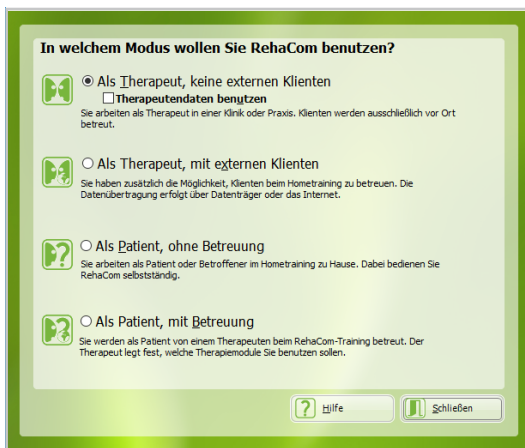 In welchem Modus wollen Sie RehaCom benutzen?
Als Therapeut, keine externen Klienten
Therapeutendaten benutzen
Sie arbeiten als Therapeut in einer Klinik oder Praxis. Klienten werden ausschließlich vor Ort
betreut.
Als Therapeut, mit externen Klienten
Sie haben zusätzlich die Möglichkeit, Klienten beim Hometraining zu betreuen. Die
Datenübertragung erfolgt über Datenträger oder das Internet.
Als Patient, ohne Betreuung
Sie arbeiten als Patient oder Betroffener im Hometraining zu Hause. Dabei bedienen Sie
RehaCom selbstständig.
Als Patient, mit Betreuung
Sie werden als Patient von einem Therapeuten beim RehaCom-Training betreut. Der
Therapeut legt fest, welche Therapiemodule Sie benutzen sollen.
Hilfe
Schließen